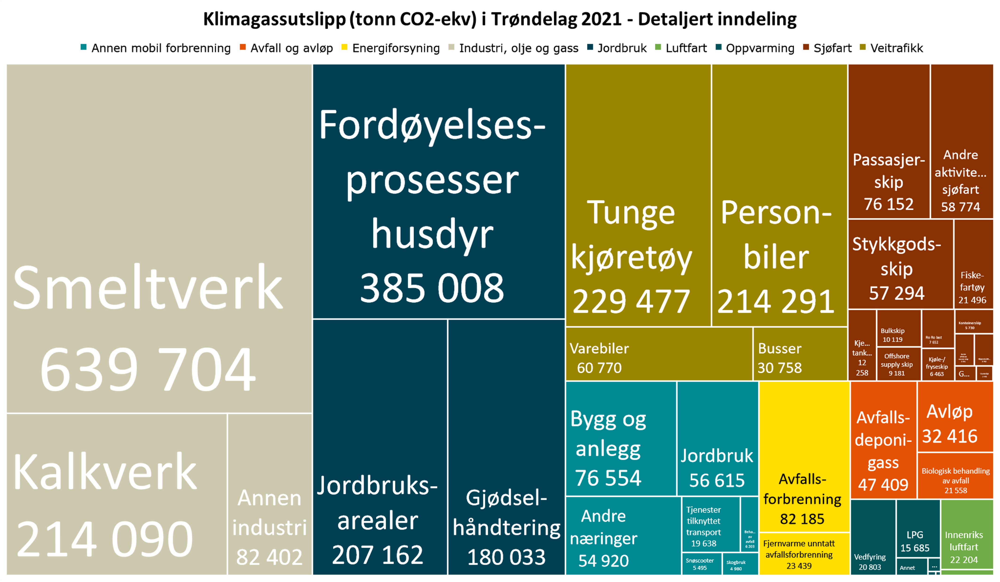 Klimagassutslipp (tonn CO2-ekv) i Trøndelag 2021 - Detaljert inndeling
Annen mobil forbrenning Avfall og avløp Energiforsyning Industri, olje og gass Jordbruk Luftfart Oppvarming Sjøfart Veitrafikk
Smeltverk
639 704
Kalkverk
214 090
Annen
industri
82 402
Fordøyelses-
prosesser
husdyr
385 008
Jordbruks-
arealer
207 162
Gjødsel-
håndtering
180 033
Tunge
kjøretøy
229 477
Person-
biler
214 291
Varebiler
60 770
Busser
30 758
Passasjer-
skip
76 152
Andre
aktivite...
sjøfart
58 774
Stykkgods-
skip
57 294
Fiske-
fartøy
21 496
Kje...
tank...
12
258
Bulkskip
10 119
Offshore
supply skip
9 181
Ro Ro last
7 652
Kjøle-/
fryseskip
6 463
Konteinerskip
5 730
G...
Bygg og
anlegg
76 554
Jordbruk
56 615
Andre
næringer
54 920
Tjenester
tilknyttet
transport
19 638
Beha...
av
avfall
6 203
Snøscooter
5 495
Skogbruk
4 980
Avfalls-
forbrenning
82 185
Fjernvarme unntatt
avfallsforbrenning
23 439
Avfalls-
deponi-
gass
47 409
Avløp
32 416
Biologisk behandling
av avfall
21 558
Vedfyring
20 803
LPG
15 685
Annet
...
Innenriks
luftfart
22 204